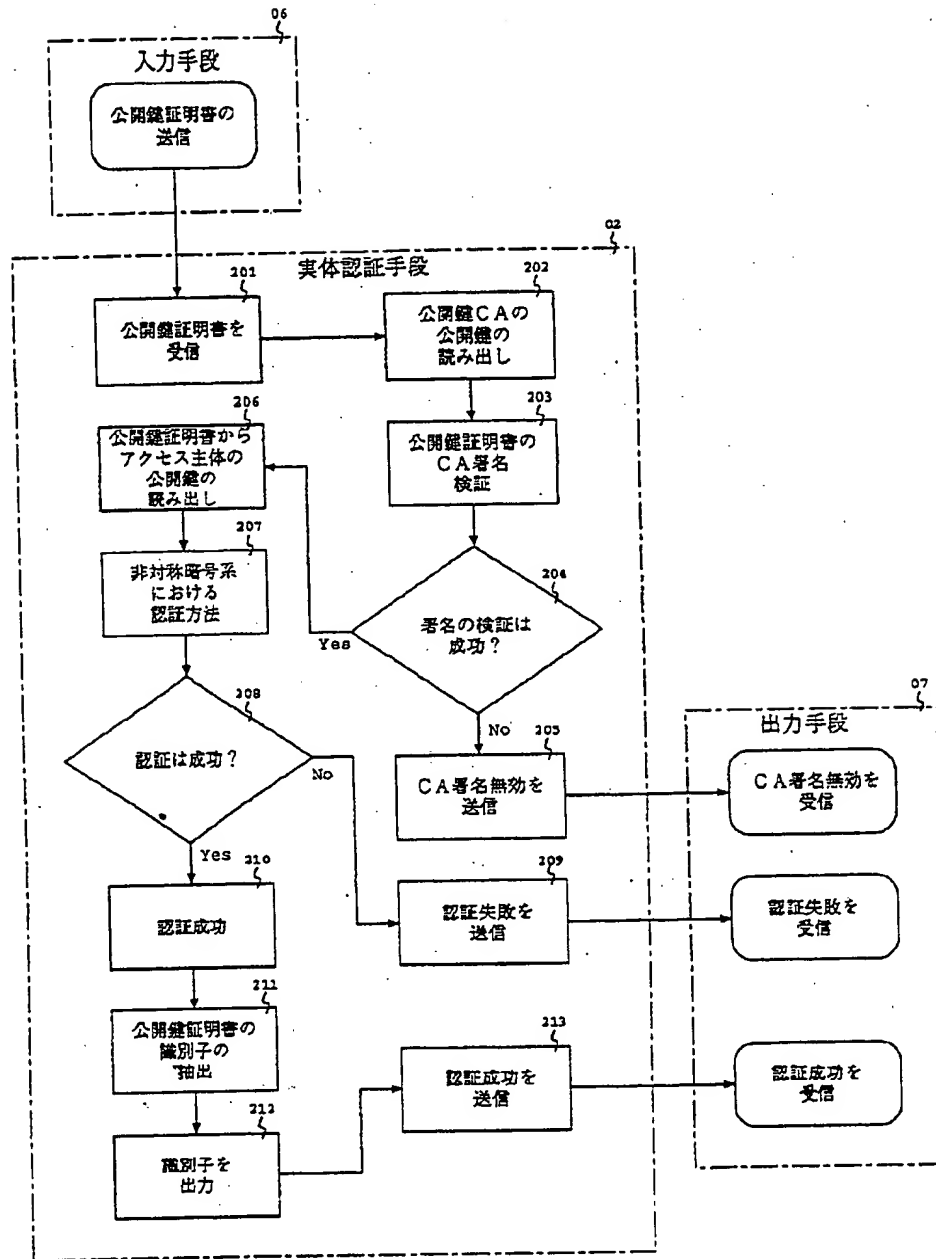 06
入力手段
公開鍵証明書の
送信
02
実体認証手段
201
公開鍵証明書を
受信
202
公開鍵CAの
公開鍵の
読み出し
203
公開鍵証明書の
CA署名
検証
204
署名の検証は
成功?
Yes
No
205
CA署名無効を
送信
206
公開鍵証明書から
アクセス主体の
公開鍵の
読み出し
207
非対称暗号系
における
認証方法
208
認証は成功?
No
Yes
209
認証失敗を
送信
210
認証成功
211
公開鍵証明書の
識別子の
抽出
212
識別子を
出力
213
認証成功を
送信
07
出力手段
CA署名無効を
受信
認証失敗を
受信
認証成功を
受信